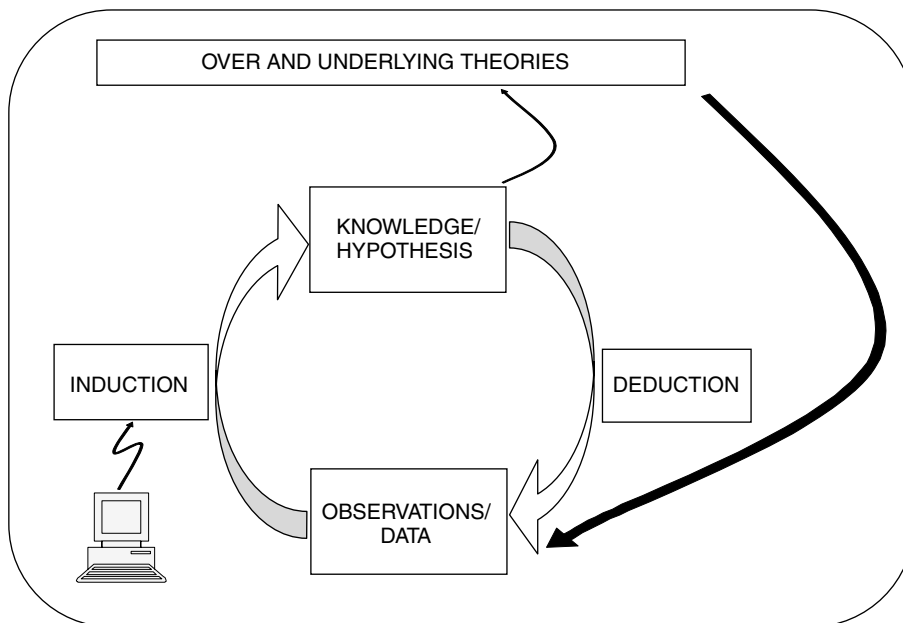 OVER AND UNDERLYING THEORIES
KNOWLEDGE/
HYPOTHESIS
INDUCTION
DEDUCTION
OBSERVATIONS/
DATA